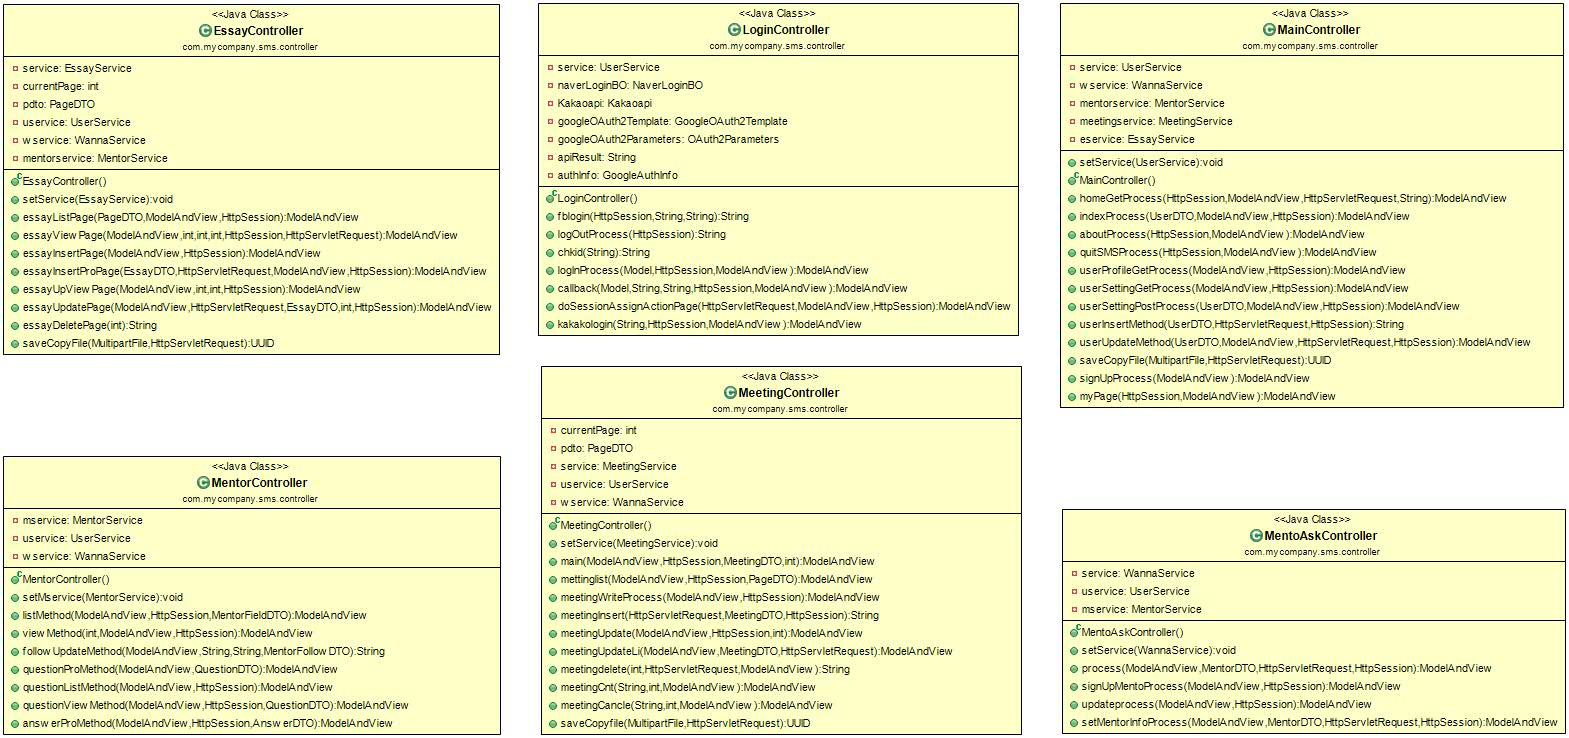 <<Java Class>>
EssayController
com.mycompany.sms.controller
service: EssayService
currentPage: int
pdto: PageDTO
uservice: UserService
wservice: WannaService
mentorservice: MentorService
EssayController()
setService(EssayService):void
essayListPage(PageDTO,ModelAndView,HttpSession):ModelAndView
essayViewPage(ModelAndView,int,int,int,HttpSession,HttpServletRequest):ModelAndView
essayInsertPage(ModelAndView,HttpSession):ModelAndView
essayInsertProPage(EssayDTO,HttpServletRequest,ModelAndView,HttpSession):ModelAndView
essayUpViewPage(ModelAndView,int,int,HttpSession):ModelAndView
essayUpdatePage(ModelAndView,HttpServletRequest,EssayDTO,int,HttpSession):ModelAndView
essayDeletePage(int):String
saveCopyFile(MultipartFile,HttpServletRequest):UUID
<<Java Class>>
LoginController
com.mycompany.sms.controller
service: UserService
naverLoginBO: NaverLoginBO
Kakaoapi: Kakaoapi
googleOAuth2Template: GoogleOAuth2Template
googleOAuth2Parameters: OAuth2Parameters
apiResult: String
authInfo: GoogleAuthInfo
LoginController()
fblogin(HttpSession,String,String):String
logOutProcess(HttpSession):String
chkid(String):String
logInProcess(Model,HttpSession,ModelAndView):ModelAndView
callback(Model,String,String,HttpSession,ModelAndView):ModelAndView
doSessionAssignActionPage(HttpServletRequest,ModelAndView,HttpSession):ModelAndView
kakakologin(String,HttpSession,ModelAndView):ModelAndView
<<Java Class>>
MainController
com.mycompany.sms.controller
service: UserService
wservice: WannaService
mentorservice: MentorService
meetingservice: MeetingService
eservice: EssayService
setService(UserService):void
MainController()
homeGetProcess(HttpSession,ModelAndView,HttpServletRequest,String):ModelAndView
indexProcess(UserDTO,ModelAndView,HttpSession):ModelAndView
aboutProcess(HttpSession,ModelAndView):ModelAndView
quitSMSProcess(HttpSession,ModelAndView):ModelAndView
userProfileGetProcess(ModelAndView,HttpSession):ModelAndView
userSettingGetProcess(ModelAndView,HttpSession):ModelAndView
userSettingPostProcess(UserDTO,ModelAndView,HttpSession):ModelAndView
userInsertMethod(UserDTO,HttpServletRequest,HttpSession):String
userUpdateMethod(UserDTO,ModelAndView,HttpServletRequest,HttpSession):ModelAndView
saveCopyFile(MultipartFile,HttpServletRequest):UUID
signUpProcess(ModelAndView):ModelAndView
myPage(HttpSession,ModelAndView):ModelAndView
<<Java Class>>
MentorController
com.mycompany.sms.controller
mservice: MentorService
uservice: UserService
wservice: WannaService
MentorController()
setMservice(MentorService):void
listMethod(ModelAndView,HttpSession,MentorFieldDTO):ModelAndView
viewMethod(int,ModelAndView,HttpSession):ModelAndView
followUpdateMethod(ModelAndView,String,String,MentorFollowDTO):String
questionProMethod(ModelAndView,QuestionDTO):ModelAndView
questionListMethod(ModelAndView,HttpSession):ModelAndView
questionViewMethod(ModelAndView,HttpSession,QuestionDTO):ModelAndView
answerProMethod(ModelAndView,HttpSession,AnswerDTO):ModelAndView
<<Java Class>>
MeetingController
com.mycompany.sms.controller
currentPage: int
pdto: PageDTO
service: MeetingService
uservice: UserService
wservice: WannaService
MeetingController()
setService(MeetingService):void
main(ModelAndView,HttpSession,MeetingDTO,int):ModelAndView
mettinglist(ModelAndView,HttpSession,PageDTO):ModelAndView
meetingWriteProcess(ModelAndView,HttpSession):ModelAndView
meetingInsert(HttpServletRequest,MeetingDTO,HttpSession):String
meetingUpdate(ModelAndView,HttpSession,int):ModelAndView
meetingUpdateLi(ModelAndView,MeetingDTO,HttpServletRequest):ModelAndView
meetingdelete(int,HttpServletRequest,ModelAndView):String
meetingCnt(String,int,ModelAndView):ModelAndView
meetingCancle(String,int,ModelAndView):ModelAndView
saveCopyfile(MultipartFile,HttpServletRequest):UUID
<<Java Class>>
MentoAskController
com.mycompany.sms.controller
service: WannaService
uservice: UserService
mservice: MentorService
MentoAskController()
setService(WannaService):void
process(ModelAndView,MentorDTO,HttpServletRequest,HttpSession):ModelAndView
signUpMentoProcess(ModelAndView,HttpSession):ModelAndView
updateprocess(ModelAndView,HttpSession):ModelAndView
setMentorInfoProcess(ModelAndView,MentorDTO,HttpServletRequest,HttpSession):ModelAndView